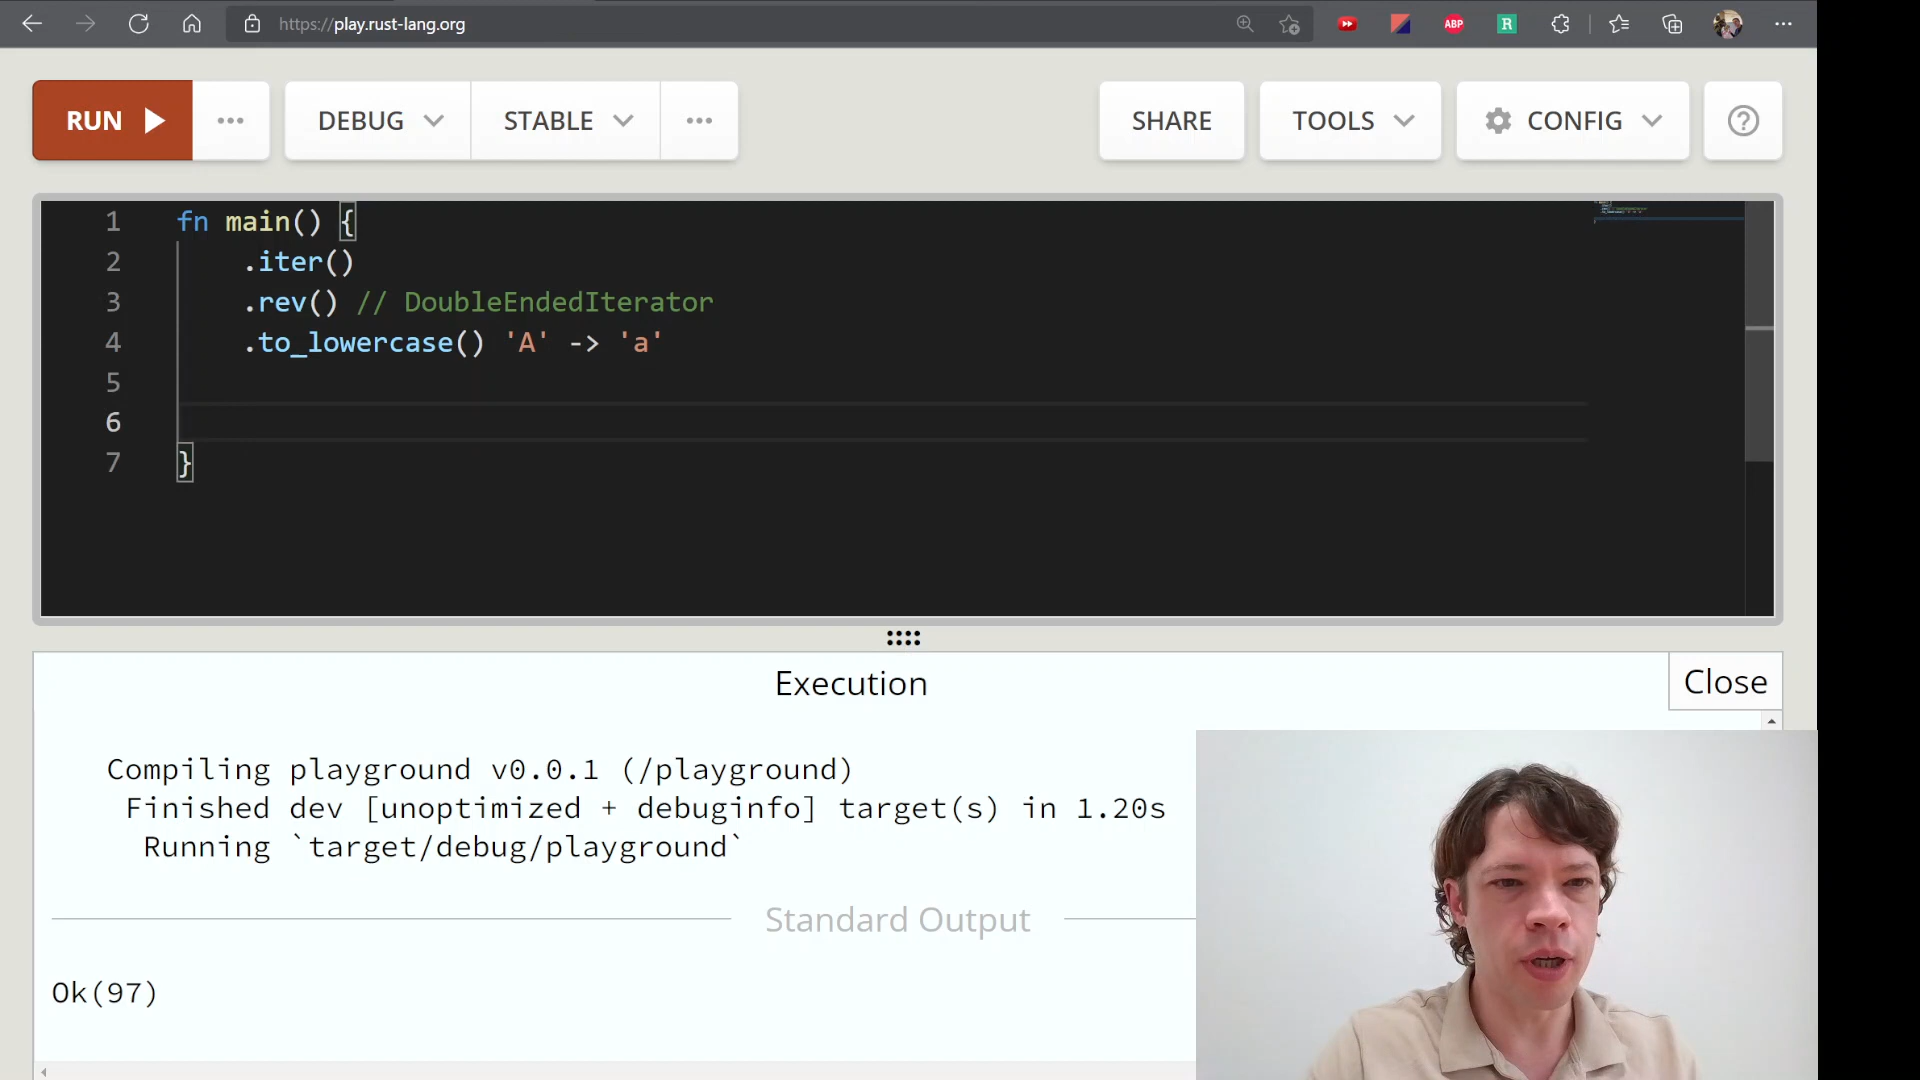 https://play.rust-lang.org
ABP
R
RUN
DEBUG
STABLE
SHARE
TOOLS
CONFIG
?
1 fn main() {
2 .iter()
3 .rev() // DoubleEndedIterator
4 .to_lowercase() 'A' -> 'a'
5
6
7 }
Execution
Close
Compiling playground v0.0.1 (/playground)
Finished dev [unoptimized + debuginfo] target(s) in 1.20s
Running `target/debug/playground`
Standard Output
Ok(97)